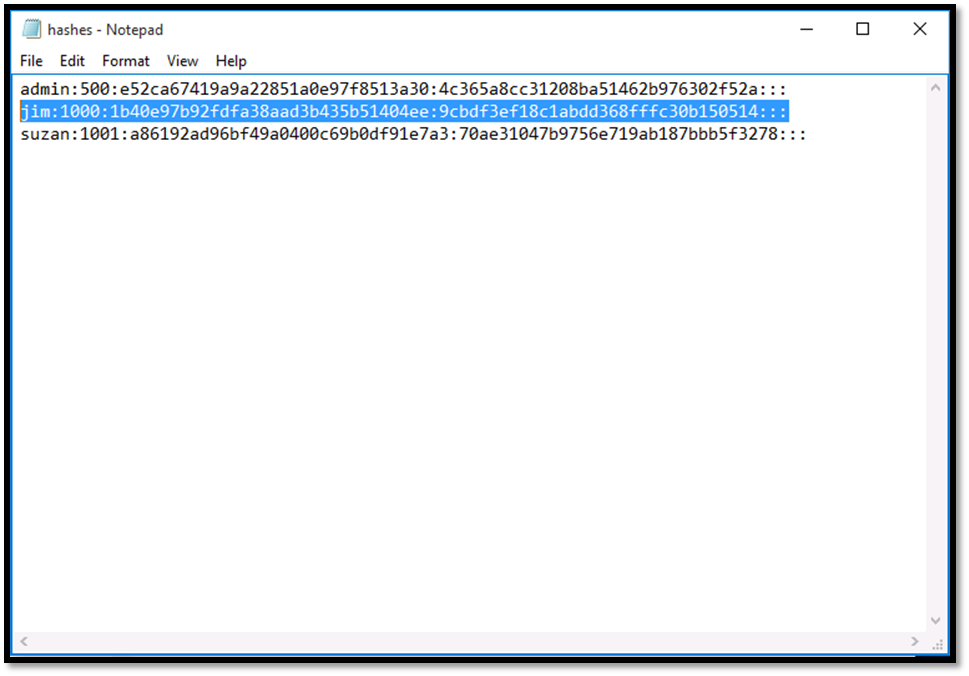 hashes - Notepad
File Edit Format View Help
admin:500:e52ca67419a9a22851a0e97f8513a30:4c365a8cc31208ba51462b976302f52a:::
jim:1000:1b40e97b92fdfa38aad3b435b51404ee:9cbdf3ef18c1abdd368fffc30b150514:::
suzan:1001:a86192ad96bf49a0400c69b0df91e7a3:70ae31047b9756e719ab187bbb5f3278:::